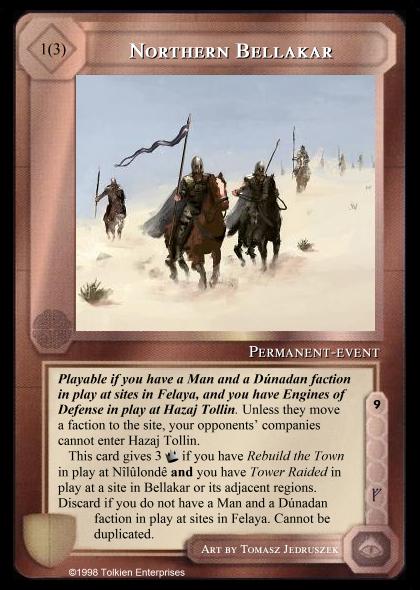 1(3)
NORTHERN BELLAKAR
PERMANENT-EVENT
Playable if you have a Man and a Dúnadan faction
in play at sites in Felaya, and you have Engines of
Defense in play at Hazaj Tollin. Unless they move
a faction to the site, your opponents' companies
cannot enter Hazaj Tollin.
This card gives 3 if you have Rebuild the Town
in play at Nilûlondê and you have Tower Raided in
play at a site in Bellakar or its adjacent regions.
Discard if you do not have a Man and a Dúnadan
faction in play at sites in Felaya. Cannot be
duplicated.
9
ᚠ
ART BY TOMASZ JEDRUSZEK
©1998 Tolkien Enterprises